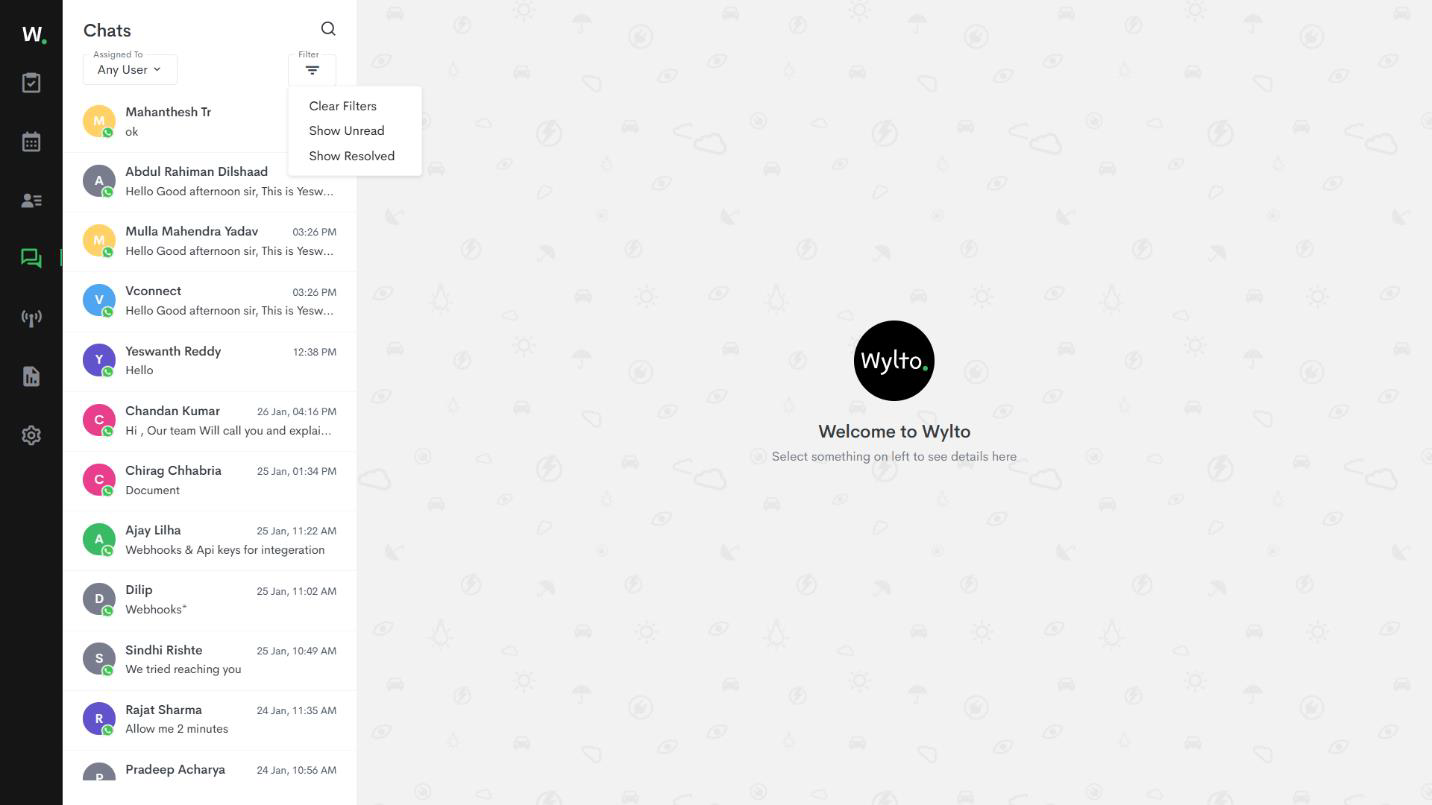 W.
Chats
Assigned To
Any User
Filter
Clear Filters
Show Unread
Show Resolved
M
Mahanthesh Tr
ok
A
Abdul Rahiman Dilshaad
Hello Good afternoon sir, This is Yesw...
M
Mulla Mahendra Yadav
03:26 PM
Hello Good afternoon sir, This is Yesw...
V
Vconnect
03:26 PM
Hello Good afternoon sir, This is Yesw...
Y
Yeswanth Reddy
12:38 PM
Hello
C
Chandan Kumar
26 Jan, 04:16 PM
Hi , Our team Will call you and explai...
C
Chirag Chhabria
25 Jan, 01:34 PM
Document
A
Ajay Lilha
25 Jan, 11:22 AM
Webhooks & Api keys for integeration
D
Dilip
25 Jan, 11:02 AM
Webhooks*
S
Sindhi Rishte
25 Jan, 10:49 AM
We tried reaching you
R
Rajat Sharma
24 Jan, 11:35 AM
Allow me 2 minutes
P
Pradeep Acharya
24 Jan, 10:56 AM
Wylto.
Welcome to Wylto
Select something on left to see details here